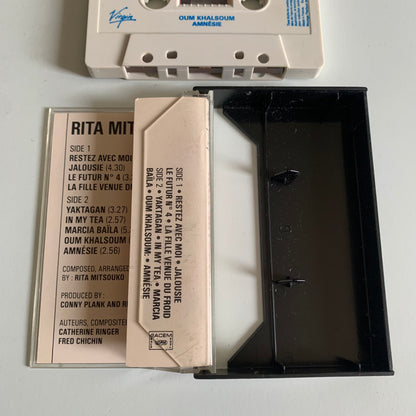 Virgin
OUM KHALSOUM
AMNÉSIE
RITA MIT
SIDE 1
RESTEZ AVEC MOI
JALOUSIE (4.30)
LE FUTUR N° 4 (3.
LA FILLE VENUE DU
SIDE 2
YAKTAGAN (3.27)
IN MY TEA (2.57)
MARCIA BAÏLA (
OUM KHALSOUM
AMNÉSIE (2.56)
COMPOSED, ARRANGED
BY : RITA MITSOUKO
PRODUCED BY :
CONNY PLANK AND RI
AUTEURS, COMPOSITE
CATHERINE RINGER
FRED CHICHIN
SIDE 1 • RESTEZ AVEC MOI • JALOUSIE
LE FUTUR N° 4 • LA FILLE VENUE DU FROID
SIDE 2 • YAKTAGAN • IN MY TEA • MARCIA
BAÏLA • OUM KHALSOUM • AMNÉSIE
SACEM